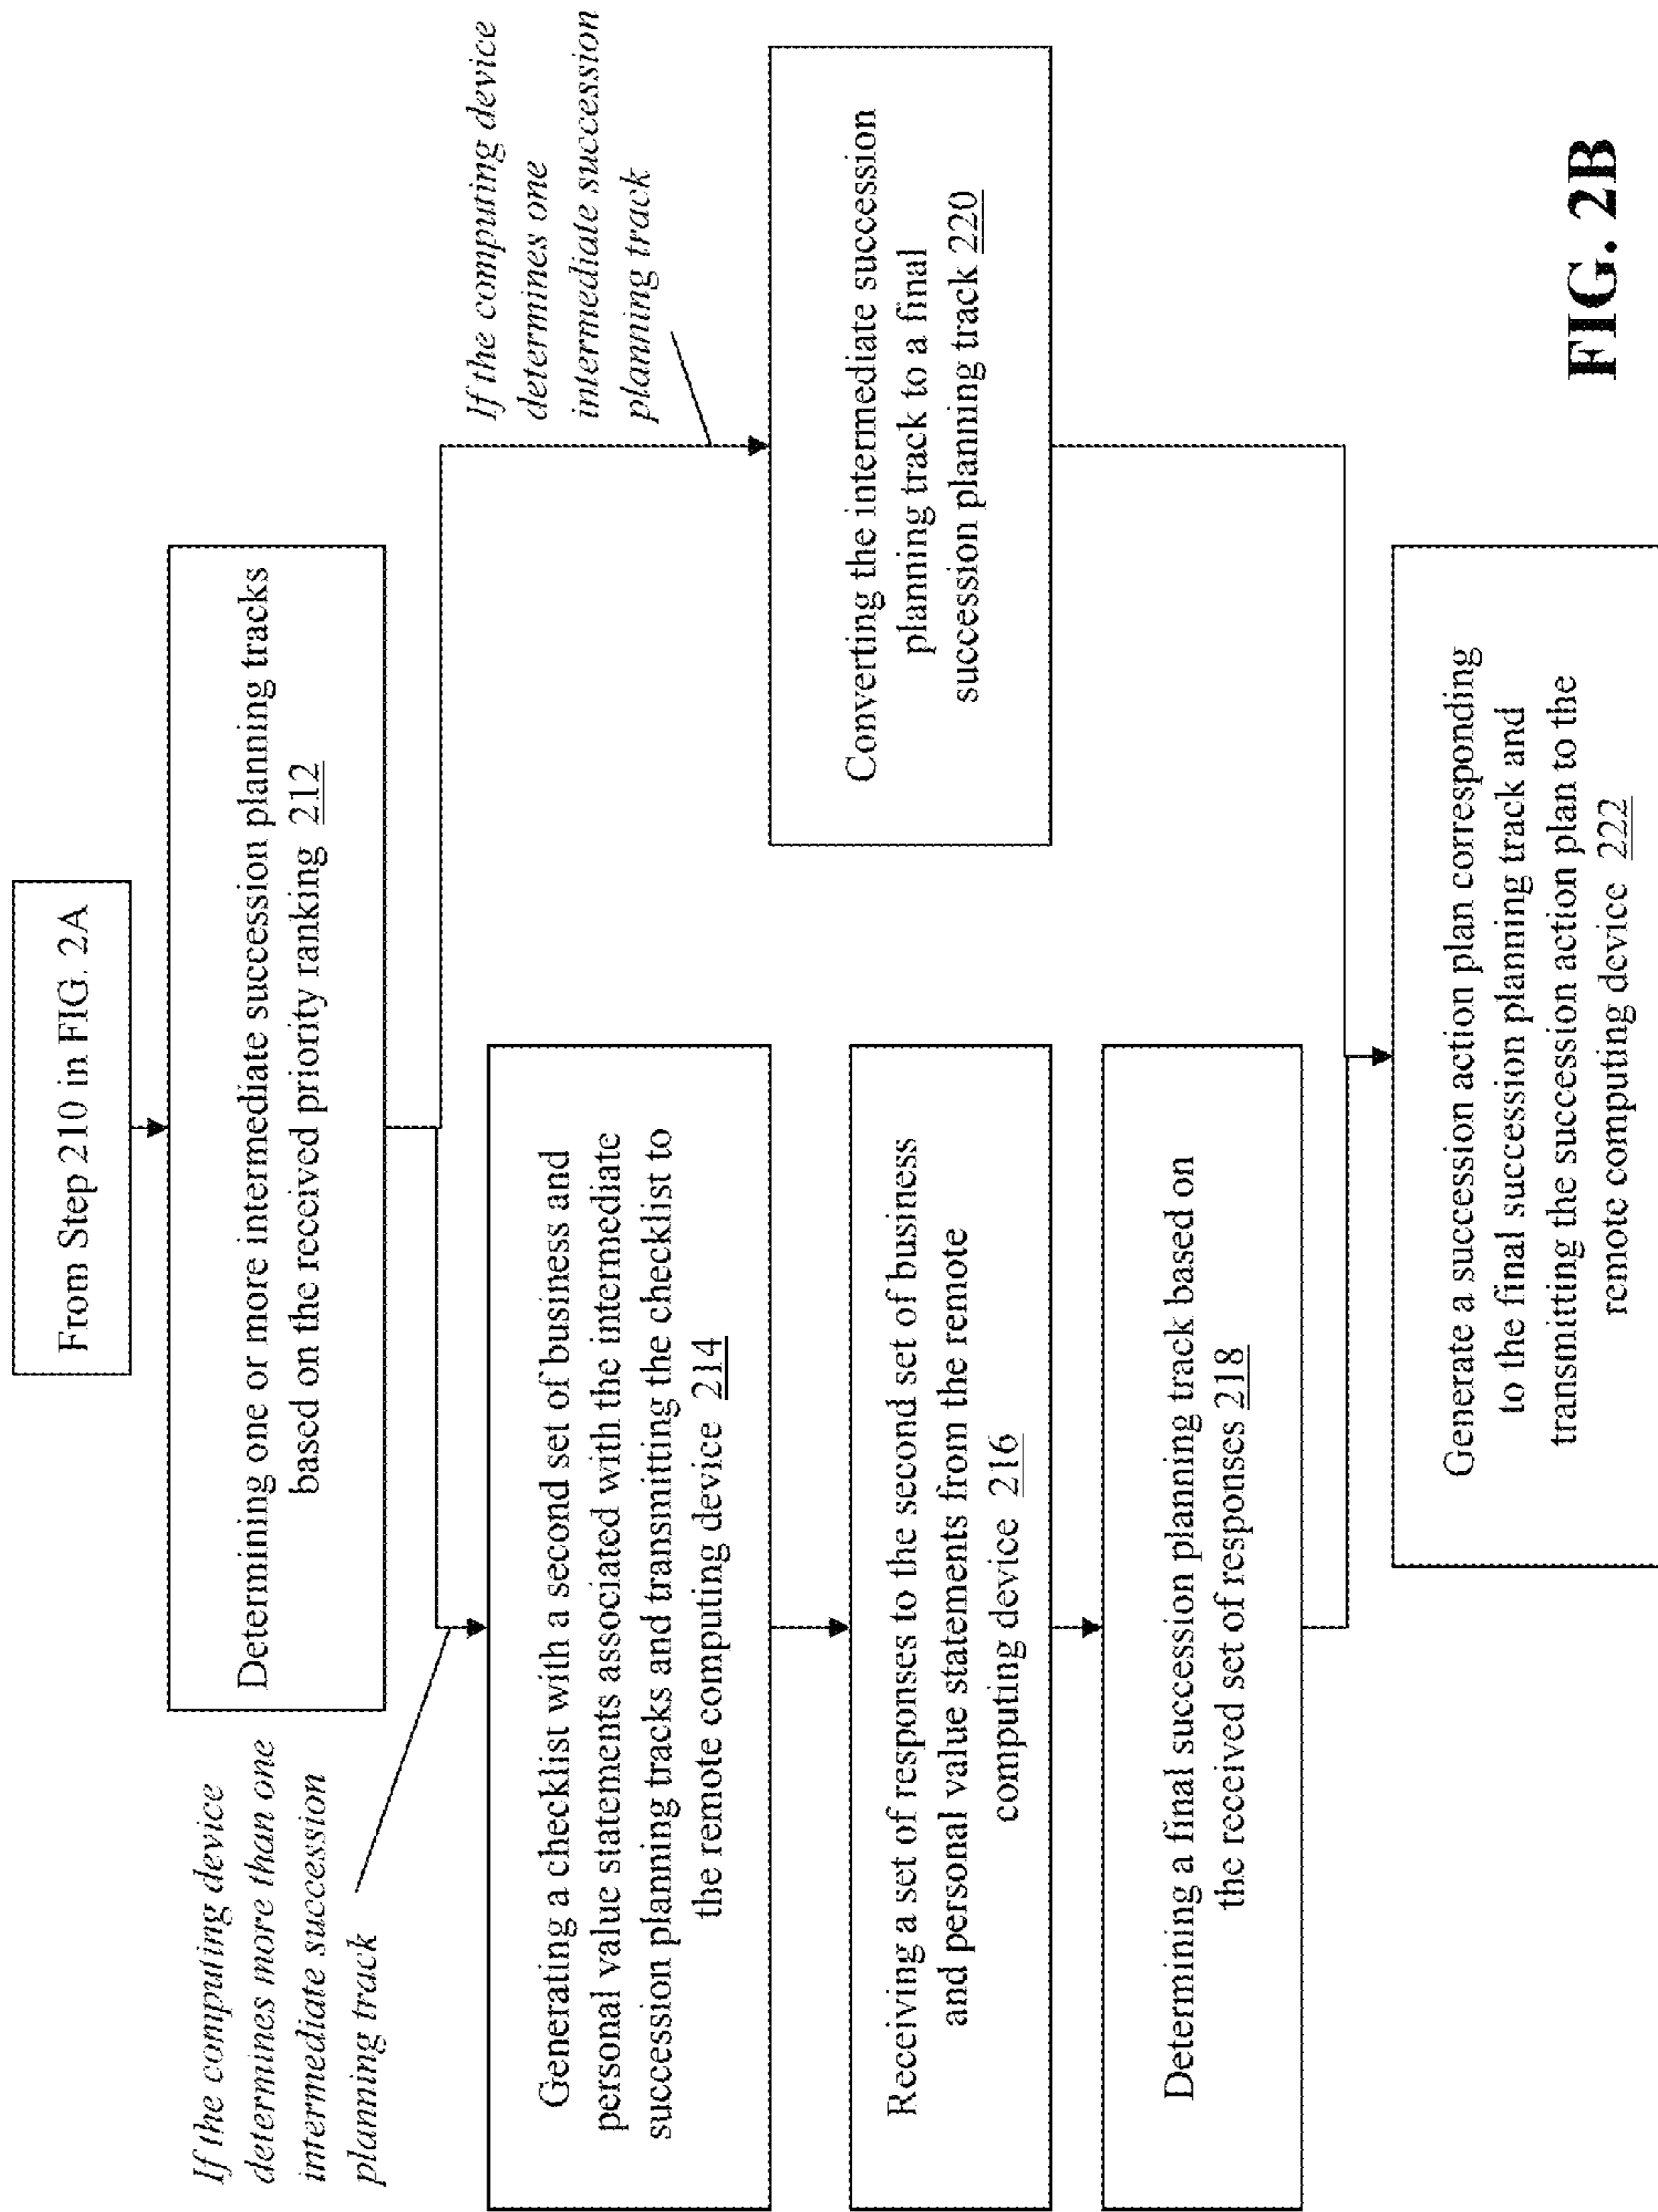 From Step 210 in FIG. 2A
Determining one or more intermediate succession planning tracks
based on the received priority ranking 212
If the computing device
determines more than one
intermediate succession
planning track
If the computing device
determines one
intermediate succession
planning track
Generating a checklist with a second set of business and
personal value statements associated with the intermediate
succession planning tracks and transmitting the checklist to
the remote computing device 214
Receiving a set of responses to the second set of business
and personal value statements from the remote
computing device 216
Determining a final succession planning track based on
the received set of responses 218
Converting the intermediate succession
planning track to a final
succession planning track 220
Generate a succession action plan corresponding
to the final succession planning track and
transmitting the succession action plan to the
remote computing device 222
FIG. 2B